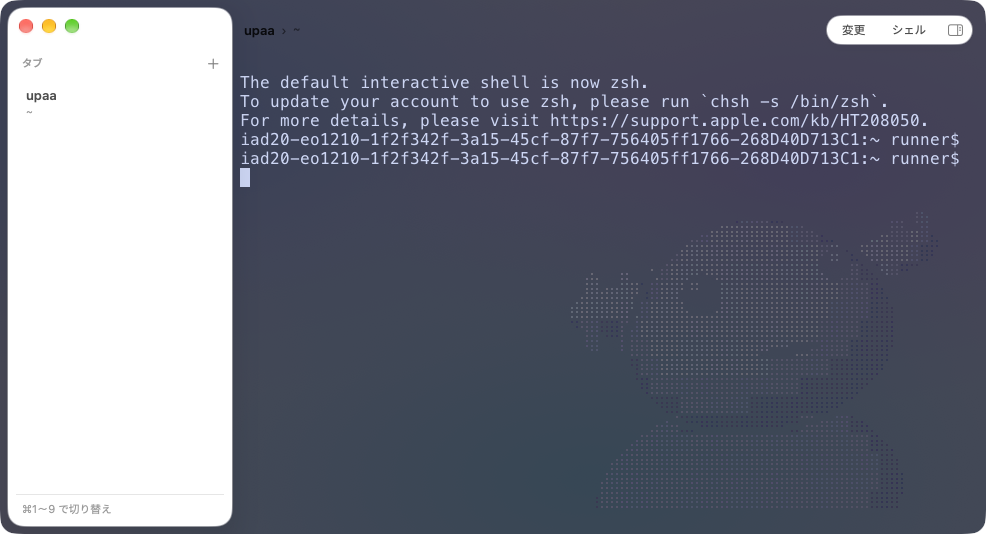 タブ
+
upaa
~
⌘1〜9 で切り替え
upaa › ~
変更 シェル
The default interactive shell is now zsh.
To update your account to use zsh, please run `chsh -s /bin/zsh`.
For more details, please visit https://support.apple.com/kb/HT208050.
iad20-eo1210-1f2f342f-3a15-45cf-87f7-756405ff1766-268D40D713C1:~ runner$
iad20-eo1210-1f2f342f-3a15-45cf-87f7-756405ff1766-268D40D713C1:~ runner$